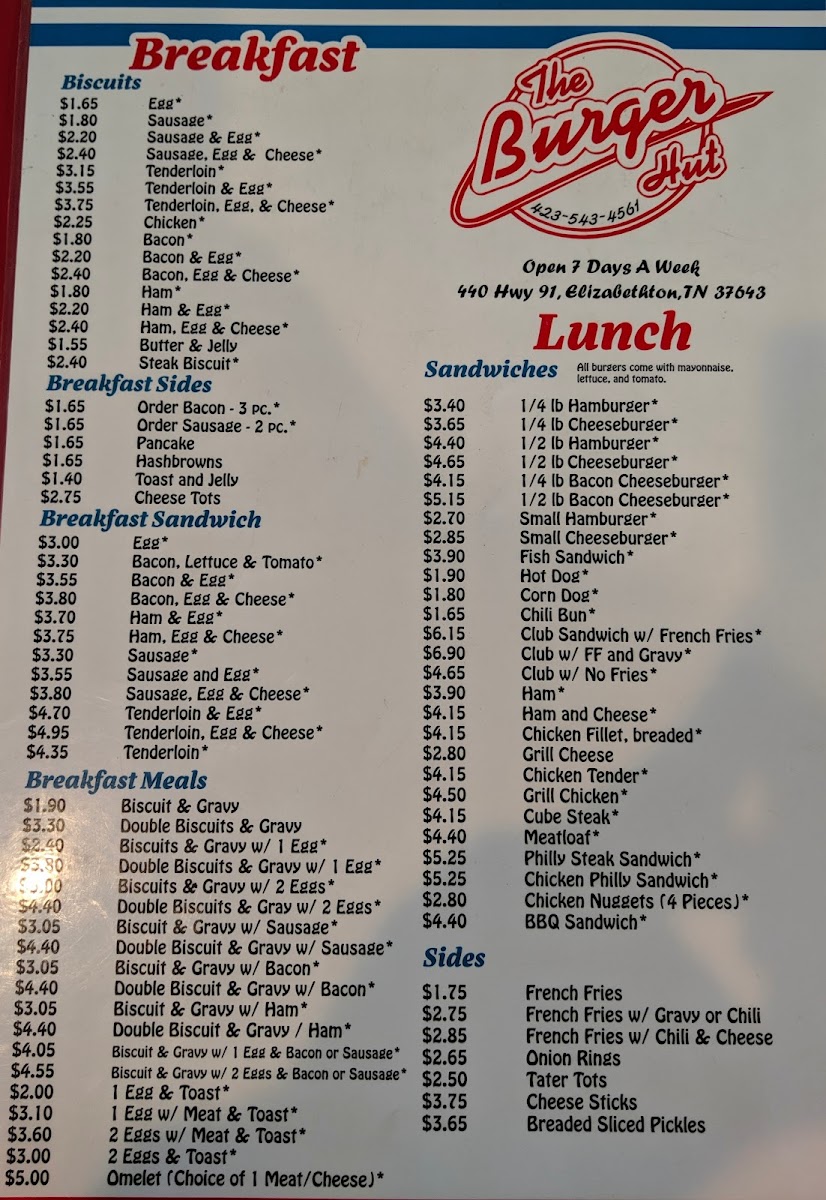 Breakfast
Biscuits
$1.65 Egg*
$1.80 Sausage*
$2.20 Sausage & Egg*
$2.40 Sausage, Egg & Cheese*
$3.15 Tenderloin*
$3.55 Tenderloin & Egg*
$3.75 Tenderloin, Egg, & Cheese*
$2.25 Chicken*
$1.80 Bacon*
$2.20 Bacon & Egg*
$2.40 Bacon, Egg & Cheese*
$1.80 Ham*
$2.20 Ham & Egg*
$2.40 Ham, Egg & Cheese*
$1.55 Butter & Jelly
$2.40 Steak Biscuit*
Breakfast Sides
$1.65 Order Bacon - 3 PC.*
$1.65 Order Sausage - 2 PC.*
$1.65 Pancake
$1.65 Hashbrowns
$1.40 Toast and Jelly
$2.75 Cheese Tots
Breakfast Sandwich
$3.00 Egg*
$3.30 Bacon, Lettuce & Tomato*
$3.55 Bacon & Egg*
$3.80 Bacon, Egg & Cheese*
$3.70 Ham & Egg*
$3.75 Ham, Egg & Cheese*
$3.30 Sausage*
$3.55 Sausage and Egg*
$3.80 Sausage, Egg & Cheese*
$4.70 Tenderloin & Egg*
$4.95 Tenderloin, Egg & Cheese*
$4.35 Tenderloin*
Breakfast Meals
$1.90 Biscuit & Gravy
$3.30 Double Biscuits & Gravy
$2.40 Biscuits & Gravy w/ 1 Egg*
$3.80 Double Biscuits & Gravy w/ 1 Egg*
Biscuits & Gravy w/ 2 Eggs*
$4.40 Double Biscuits & Gray w/ 2 Eggs*
$3.05 Biscuit & Gravy w/ Sausage*
$4.40 Double Biscuit & Gravy w/ Sausage*
$3.05 Biscuit & Gravy w/ Bacon*
$4.40 Double Biscuit & Gravy w/ Bacon*
$3.05 Biscuit & Gravy w/ Ham*
$4.40 Double Biscuit & Gravy / Ham*
$4.05 Biscuit & Gravy w/ 1 Egg & Bacon or Sausage*
$4.55 Biscuit & Gravy w/ 2 Eggs & Bacon or Sausage*
$2.00 1 Egg & Toast*
$3.10 1 Egg w/ Meat & Toast*
$3.60 2 Eggs w/ Meat & Toast*
$3.00 2 Eggs & Toast*
$5.00 Omelet (Choice of 1 Meat/Cheese)*
The
Burger
Hut
423-543-4561
Open 7 Days A Week
440 Hwy 91, Elizabethton, TN 37643
Lunch
Sandwiches All burgers come with mayonnaise,
lettuce, and tomato.
$3.40 1/4 lb Hamburger*
$3.65 1/4 lb Cheeseburger*
$4.40 1/2 lb Hamburger*
$4.65 1/2 lb Cheeseburger*
$4.15 1/4 lb Bacon Cheeseburger*
$5.15 1/2 lb Bacon Cheeseburger*
$2.70 Small Hamburger*
$2.85 Small Cheeseburger*
$3.90 Fish Sandwich*
$1.90 Hot Dog*
$1.80 Corn Dog*
$1.65 Chili Bun*
$6.15 Club Sandwich w/ French Fries*
$6.90 Club w/ FF and Gravy*
$4.65 Club w/ No Fries*
$3.90 Ham*
$4.15 Ham and Cheese*
$4.15 Chicken Fillet, breaded*
$2.80 Grill Cheese
$4.15 Chicken Tender*
$4.50 Grill Chicken*
$4.15 Cube Steak*
$4.40 Meatloaf*
$5.25 Philly Steak Sandwich*
$5.25 Chicken Philly Sandwich*
$2.80 Chicken Nuggets (4 Pieces)*
$4.40 BBQ Sandwich*
Sides
$1.75 French Fries
$2.75 French Fries w/ Gravy or Chili
$2.85 French Fries w/ Chili & Cheese
$2.65 Onion Rings
$2.50 Tater Tots
$3.75 Cheese Sticks
$3.65 Breaded Sliced Pickles